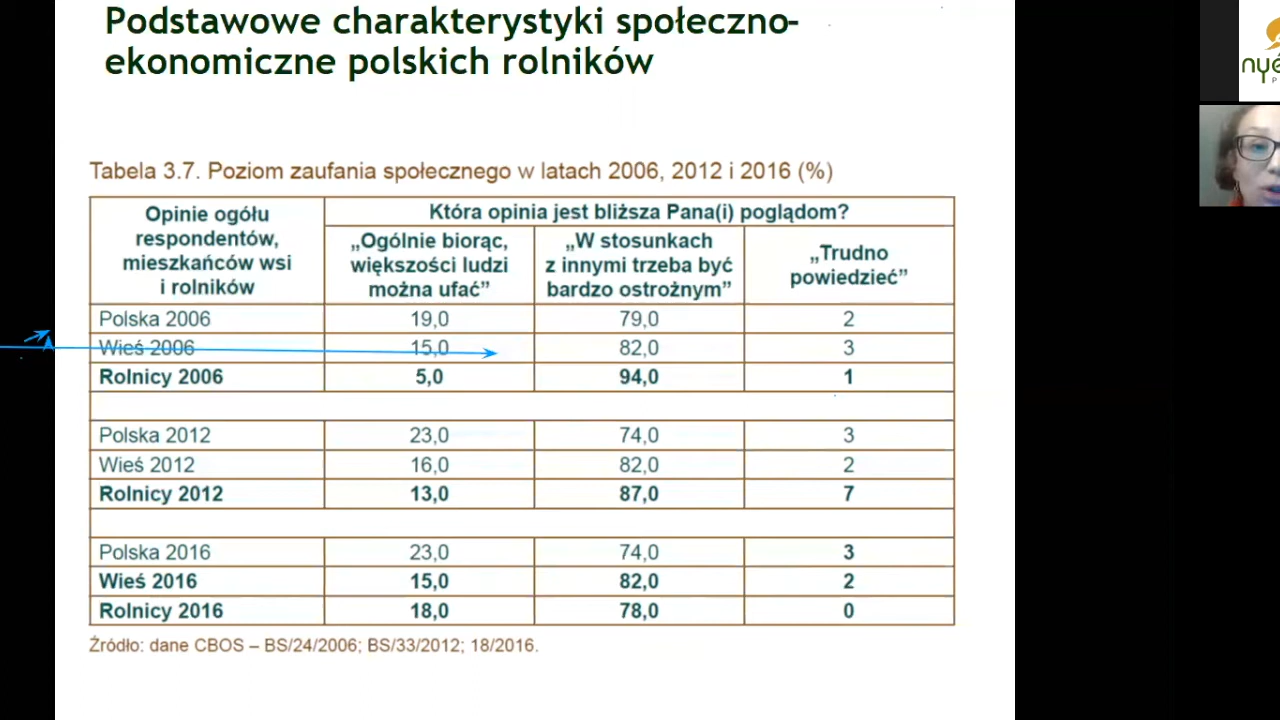 Podstawowe charakterystyki społeczno-
ekonomiczne polskich rolników
Tabela 3.7. Poziom zaufania społecznego w latach 2006, 2012 i 2016 (%)
Opinie ogółu
respondentów,
mieszkańców wsi
i rolników
Która opinia jest bliższa Pana(i) poglądom?
„Ogólnie biorąc,
większości ludzi
można ufać”
„W stosunkach
z innymi trzeba być
bardzo ostrożnym”
„Trudno
powiedzieć”
Polska 2006 19,0 79,0 2
Wieś 2006 15,0 82,0 3
Rolnicy 2006 5,0 94,0 1
Polska 2012 23,0 74,0 3
Wieś 2012 16,0 82,0 2
Rolnicy 2012 13,0 87,0 7
Polska 2016 23,0 74,0 3
Wieś 2016 15,0 82,0 2
Rolnicy 2016 18,0 78,0 0
Źródło: dane CBOS – BS/24/2006; BS/33/2012; 18/2016.